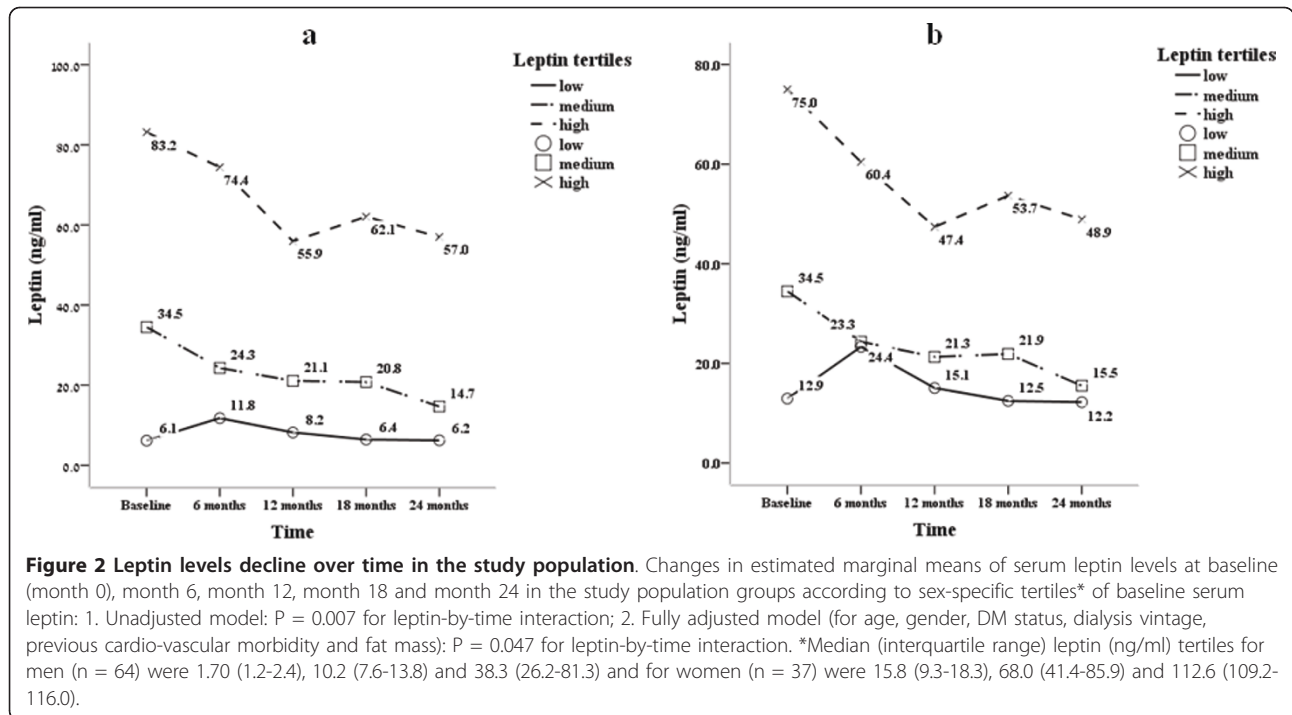 a
Leptin tertiles
low
medium
high
low
medium
high
100.0
80.0
60.0
40.0
20.0
0.0
Leptin (ng/ml)
83.2
74.4
55.9
62.1
57.0
34.5
24.3
21.1
20.8
14.7
6.1
11.8
8.2
6.4
6.2
Baseline 6 months 12 months 18 months 24 months
Time
b
Leptin tertiles
low
medium
high
low
medium
high
80.0
60.0
40.0
20.0
0.0
Leptin (ng/ml)
75.0
60.4
47.4
53.7
48.9
34.5
23.3
21.3
21.9
15.5
12.9
24.4
15.1
12.5
12.2
Baseline 6 months 12 months 18 months 24 months
Time
Figure 2 Leptin levels decline over time in the study population. Changes in estimated marginal means of serum leptin levels at baseline
(month 0), month 6, month 12, month 18 and month 24 in the study population groups according to sex-specific tertiles* of baseline serum
leptin: 1. Unadjusted model: P = 0.007 for leptin-by-time interaction; 2. Fully adjusted model (for age, gender, DM status, dialysis vintage,
previous cardio-vascular morbidity and fat mass): P = 0.047 for leptin-by-time interaction. *Median (interquartile range) leptin (ng/ml) tertiles for
men (n = 64) were 1.70 (1.2-2.4), 10.2 (7.6-13.8) and 38.3 (26.2-81.3) and for women (n = 37) were 15.8 (9.3-18.3), 68.0 (41.4-85.9) and 112.6 (109.2-
116.0).